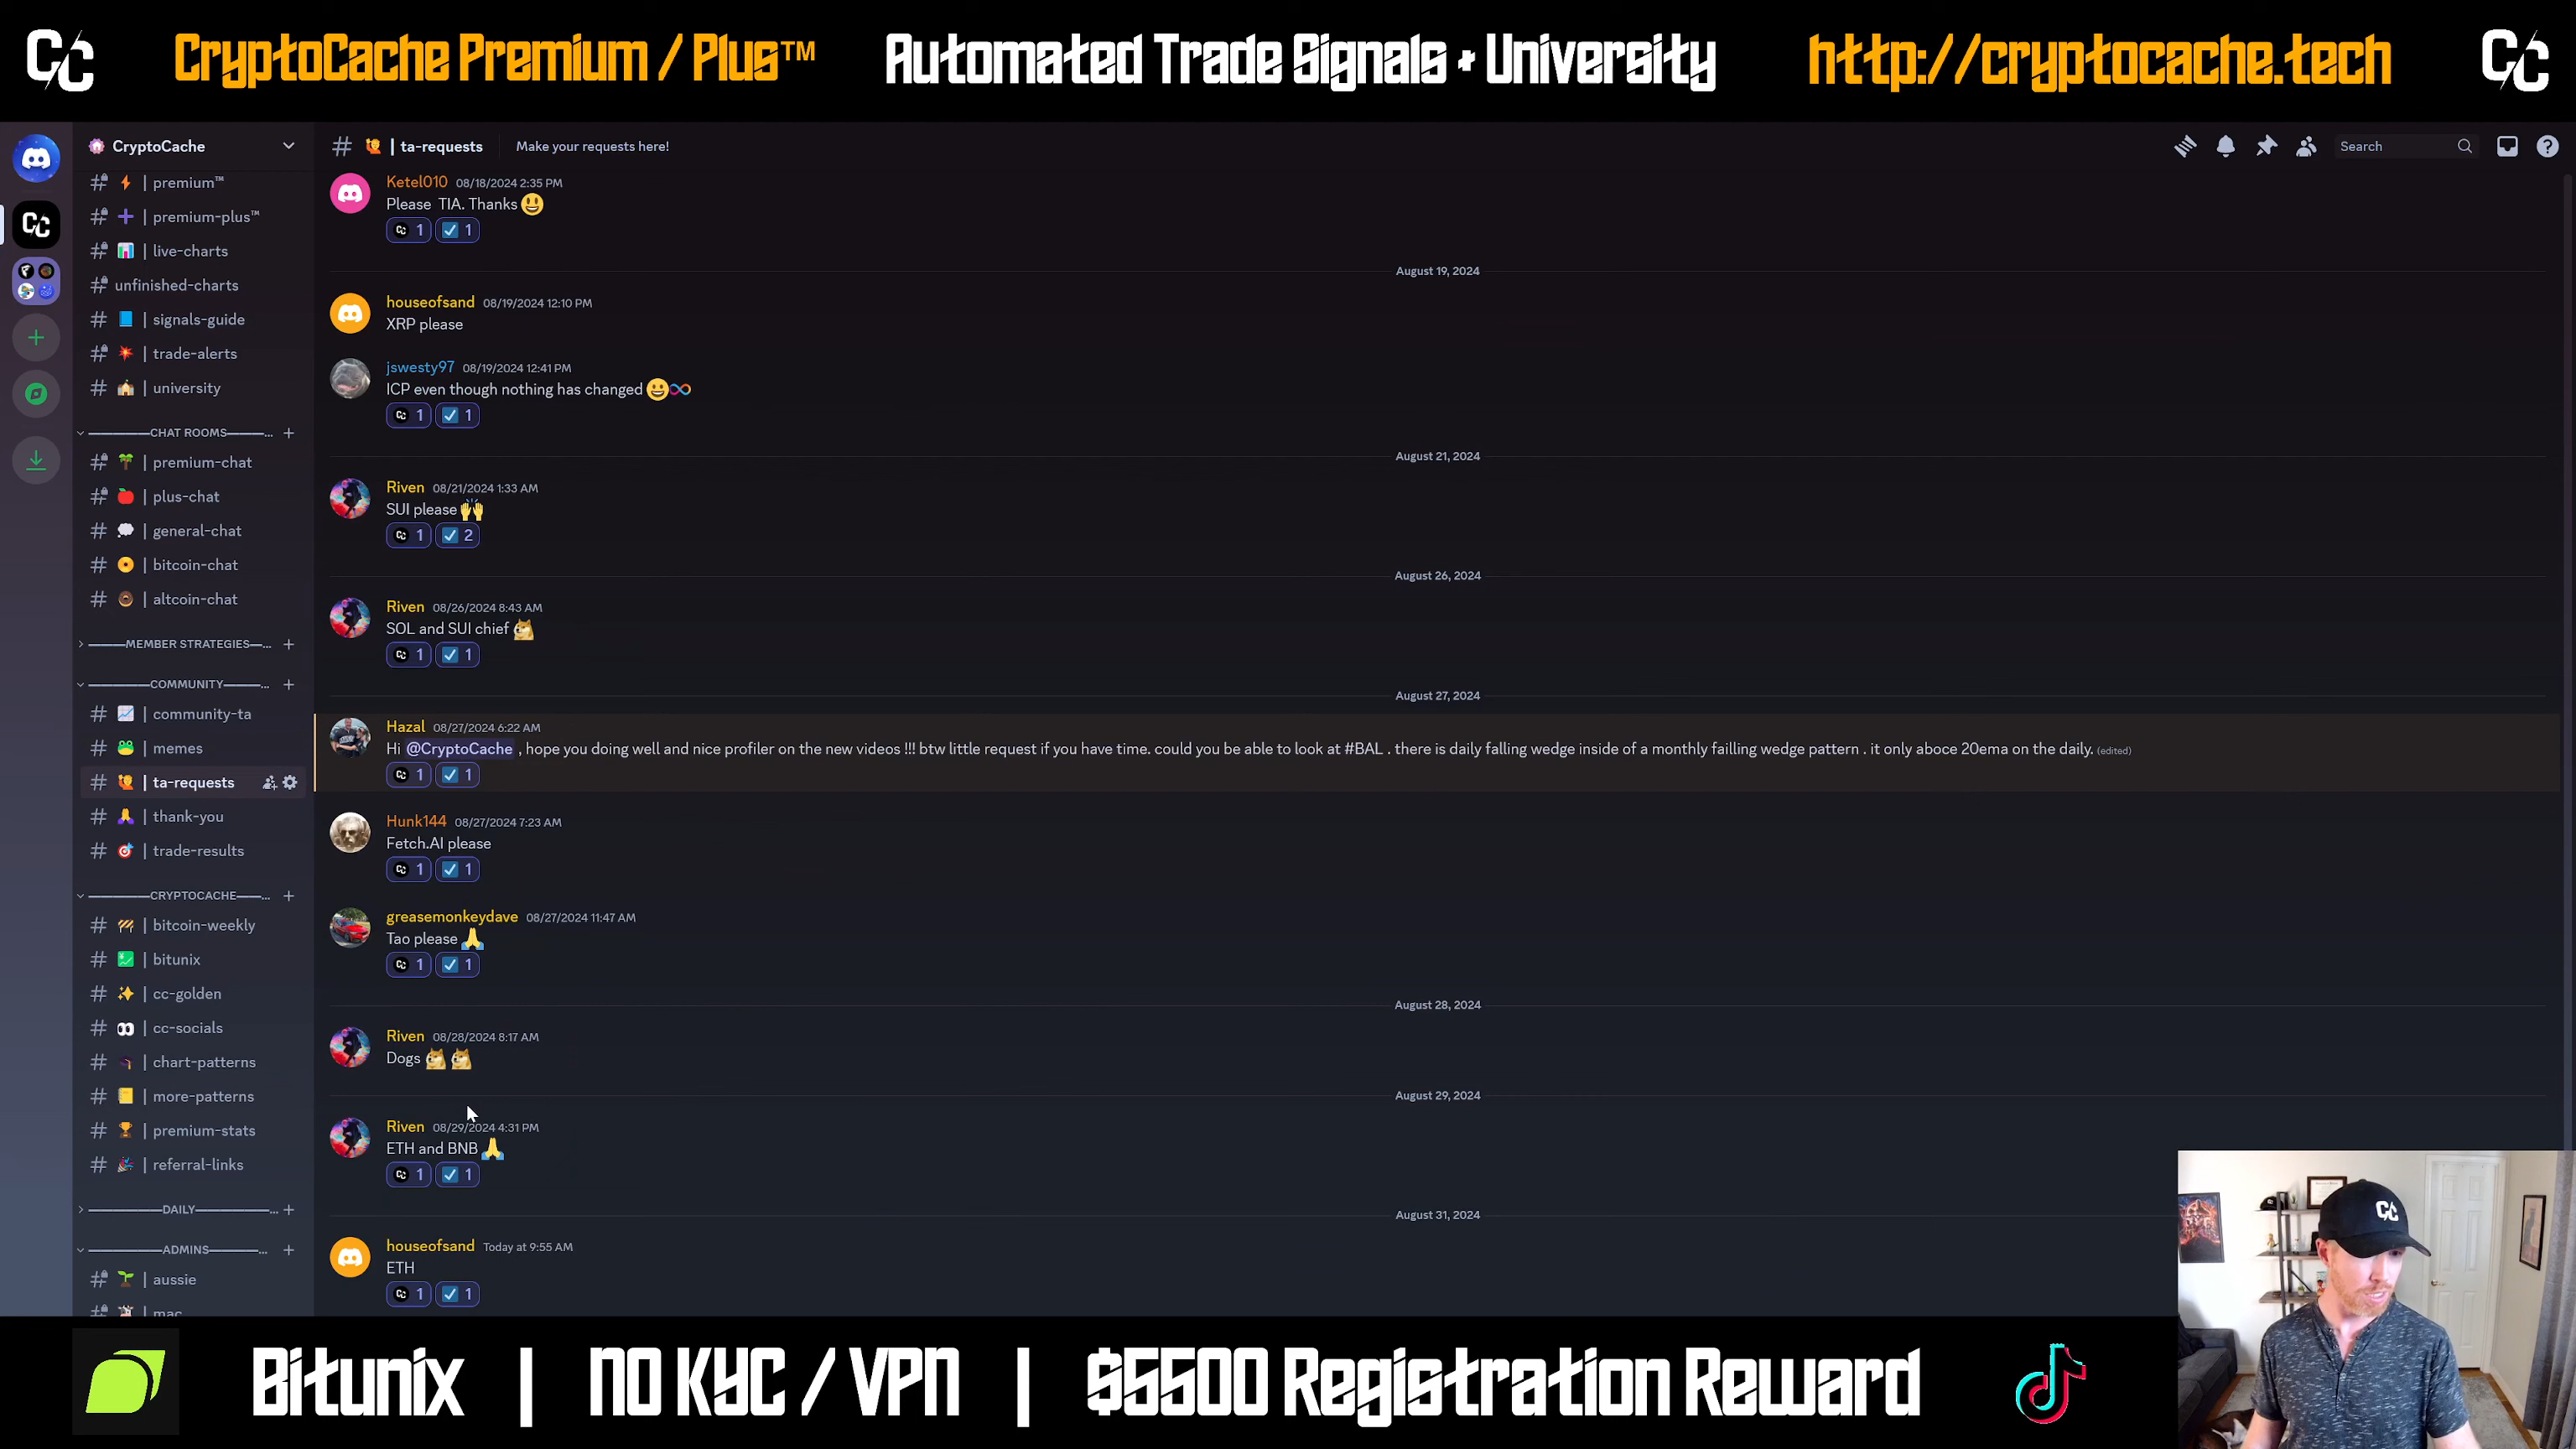 CC CryptoCache Premium / Plus™ Automated Trade Signals + University http://cryptocache.tech CC
CryptoCache
premium™
premium-plus™
live-charts
unfinished-charts
signals-guide
trade-alerts
university
CHAT ROOMS
premium-chat
plus-chat
general-chat
bitcoin-chat
altcoin-chat
MEMBER STRATEGIES
COMMUNITY
community-ta
memes
ta-requests
thank-you
trade-results
CRYPTOCACHE
bitcoin-weekly
bitunix
cc-golden
cc-socials
chart-patterns
more-patterns
premium-stats
referral-links
DAILY
ADMINS
aussie
mac
# | ta-requests Make your requests here! Search
Ketel010 08/18/2024 2:35 PM
Please TIA. Thanks 😃
1 1
August 19, 2024
houseofsand 08/19/2024 12:10 PM
XRP please
jswesty97 08/19/2024 12:41 PM
ICP even though nothing has changed 😀
1 1
August 21, 2024
Riven 08/21/2024 1:33 AM
SUI please 🙌
1 2
August 26, 2024
Riven 08/26/2024 8:43 AM
SOL and SUI chief
1 1
August 27, 2024
Hazal 08/27/2024 6:22 AM
Hi @CryptoCache , hope you doing well and nice profiler on the new videos !!! btw little request if you have time. could you be able to look at #BAL . there is daily falling wedge inside of a monthly failling wedge pattern . it only aboce 20ema on the daily. (edited)
1 1
Hunk144 08/27/2024 7:23 AM
Fetch.AI please
1 1
greasemonkeydave 08/27/2024 11:47 AM
Tao please 🙏
1 1
August 28, 2024
Riven 08/28/2024 8:17 AM
Dogs
August 29, 2024
Riven 08/29/2024 4:31 PM
ETH and BNB 🙏
1 1
August 31, 2024
houseofsand Today at 9:55 AM
ETH
1 1
CC
Bitunix | NO KYC / VPN | $5500 Registration Reward